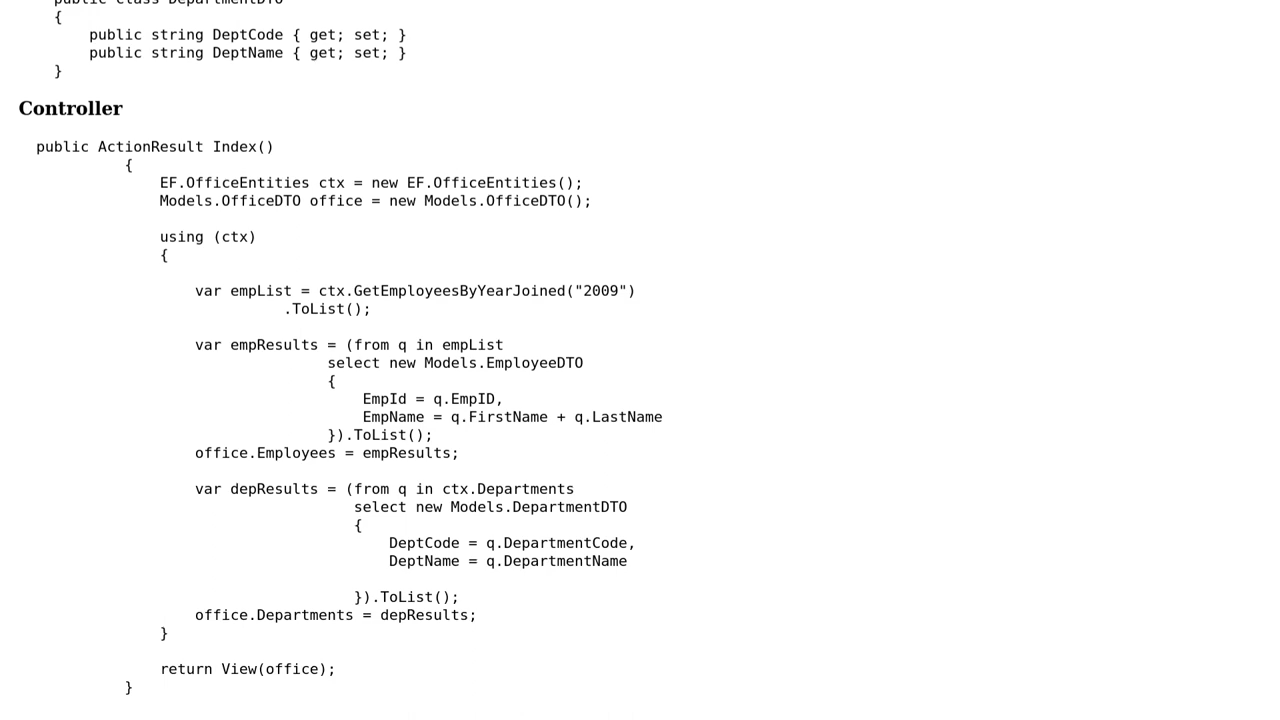 public class DepartmentDTO
{
public string DeptCode { get; set; }
public string DeptName { get; set; }
}
Controller
public ActionResult Index()
{
EF.OfficeEntities ctx = new EF.OfficeEntities();
Models.OfficeDTO office = new Models.OfficeDTO();
using (ctx)
{
var empList = ctx.GetEmployeesByYearJoined("2009")
.ToList();
var empResults = (from q in empList
select new Models.EmployeeDTO
{
EmpId = q.EmpID,
EmpName = q.FirstName + q.LastName
}).ToList();
office.Employees = empResults;
var depResults = (from q in ctx.Departments
select new Models.DepartmentDTO
{
DeptCode = q.DepartmentCode,
DeptName = q.DepartmentName
}).ToList();
office.Departments = depResults;
}
return View(office);
}